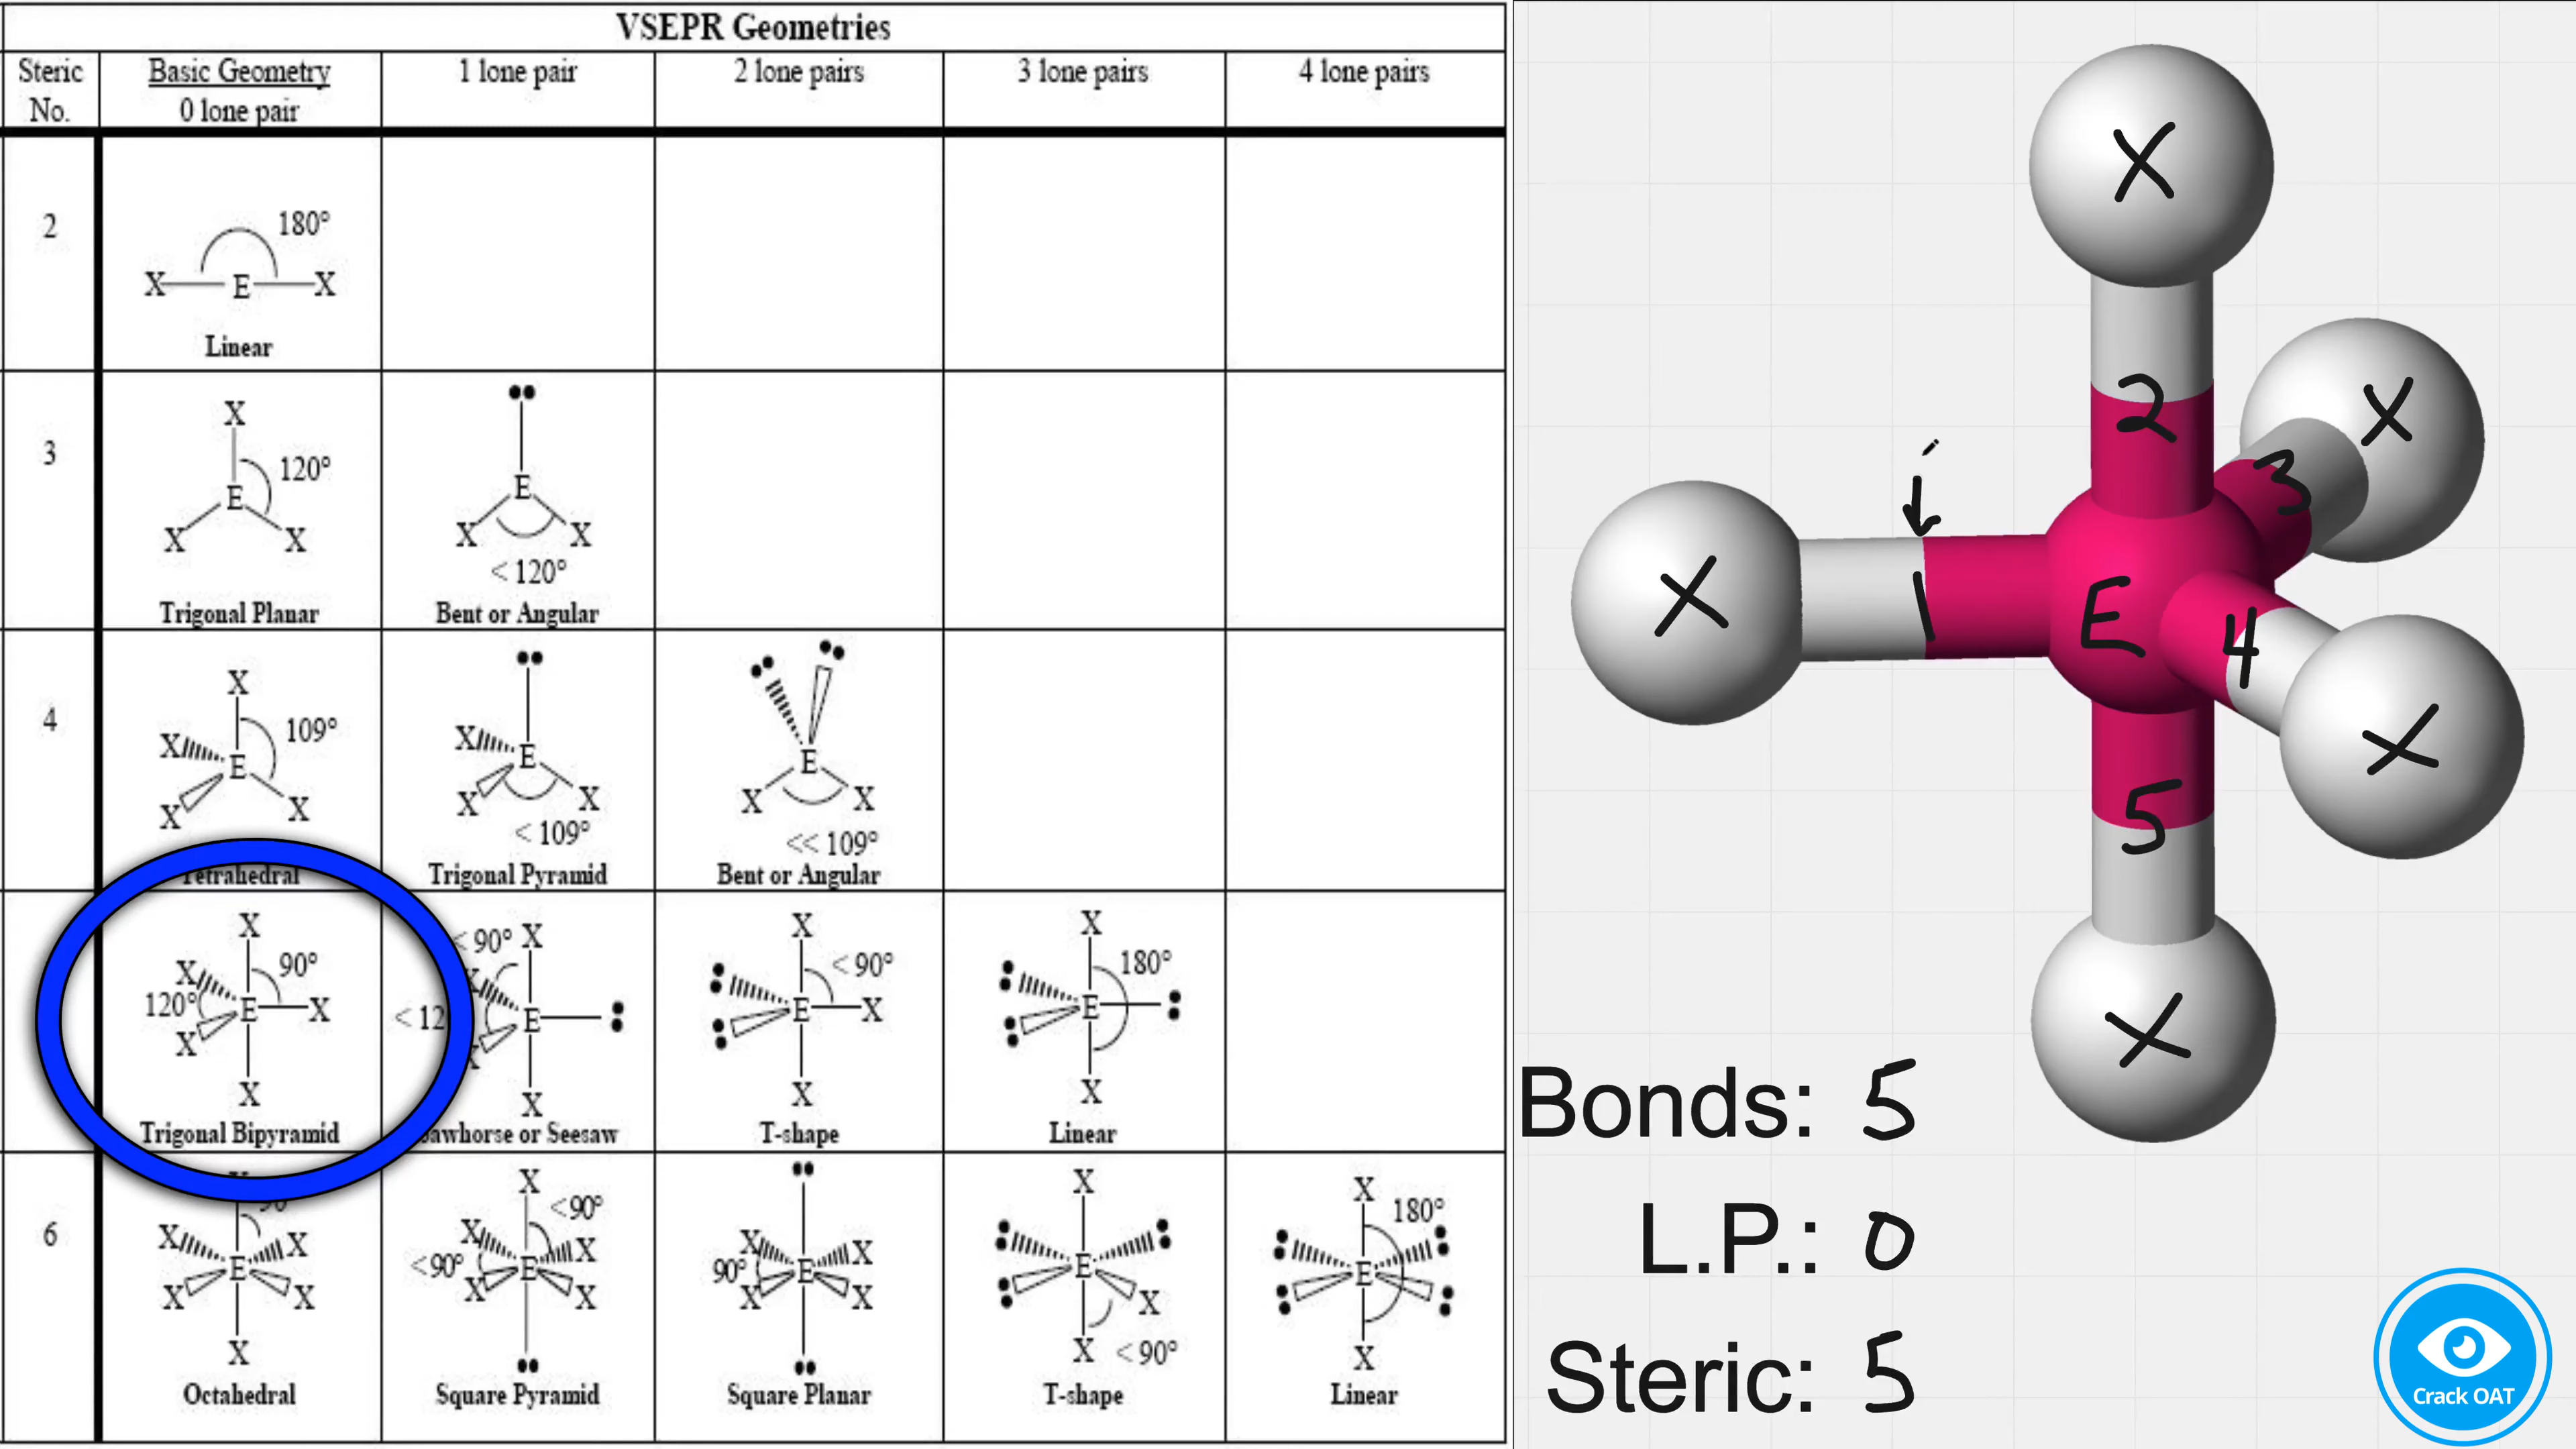 VSEPR Geometries
Steric No.
Basic Geometry
0 lone pair
1 lone pair
2 lone pairs
3 lone pairs
4 lone pairs
2
180°
X E X
Linear
3
X
120°
E
X X
Trigonal Planar
E
X X
< 120°
Bent or Angular
4
X
109°
X
E
X X
Tetrahedral
X E
X X
< 109°
Trigonal Pyramid
E
X X
<< 109°
Bent or Angular
X
90°
X
120° E X
X
X
Trigonal Bipyramid
< 90° X
X
< 12 E
X
X
awhorse or Seesaw
X
< 90°
E X
X
T-shape
X
180°
E
X
Linear
6
90°
X X
E
X X
X
Octahedral
X
<90°
X X
<90° E
X X
Square Pyramid
X X
90° E
X X
Square Planar
X
E
X
X <90°
T-shape
X
180°
E
X
Linear
X
2
X
3
X
1
E
4
X
5
X
Bonds: 5
L.P.: 0
Steric: 5
Crack OAT